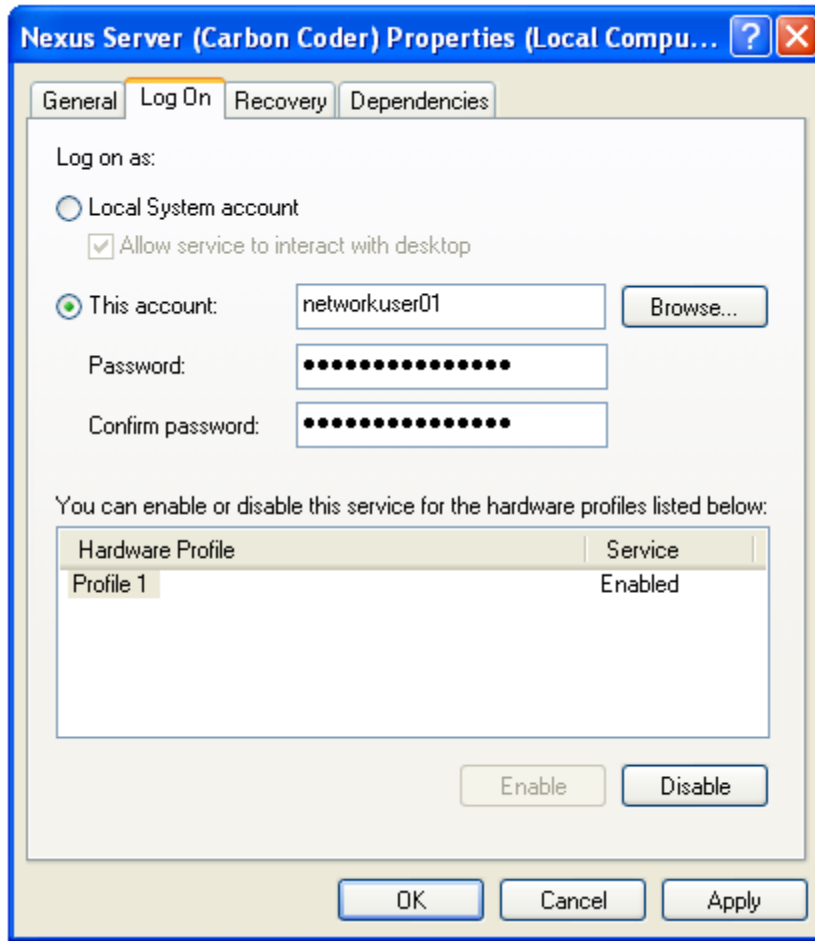 Nexus Server (Carbon Coder) Properties (Local Compu...
General Log On Recovery Dependencies
Log on as:
Local System account
Allow service to interact with desktop
This account: networkuser01 Browse...
Password: •••••••••••••••
Confirm password: •••••••••••••••
You can enable or disable this service for the hardware profiles listed below:
Hardware Profile Service
Profile 1 Enabled
Enable Disable
OK Cancel Apply